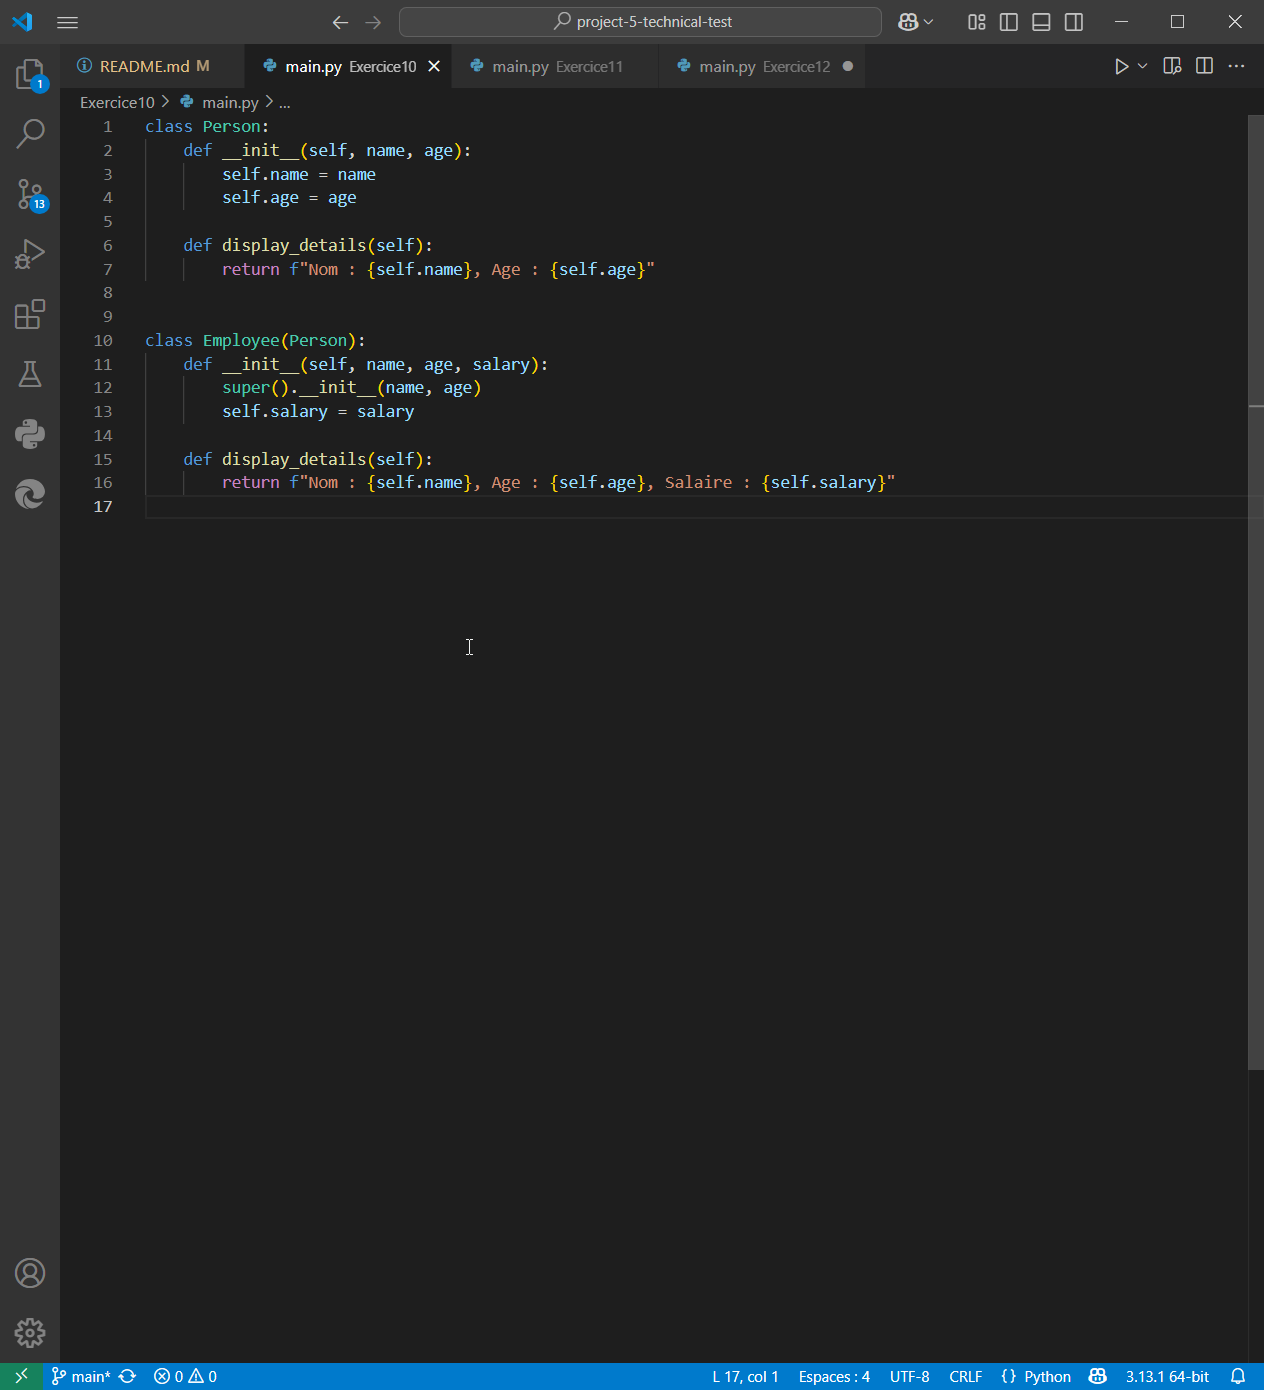 project-5-technical-test
README.md M
main.py Exercice10
main.py Exercice11
main.py Exercice12
Exercice10 > main.py > ...
1 class Person:
2     def __init__(self, name, age):
3         self.name = name
4         self.age = age
5
6     def display_details(self):
7         return f"Nom : {self.name}, Age : {self.age}"
8
9
10 class Employee(Person):
11     def __init__(self, name, age, salary):
12         super().__init__(name, age)
13         self.salary = salary
14
15     def display_details(self):
16         return f"Nom : {self.name}, Age : {self.age}, Salaire : {self.salary}"
17
1
13
main* 0 0 L 17, col 1 Espaces : 4 UTF-8 CRLF {} Python 3.13.1 64-bit